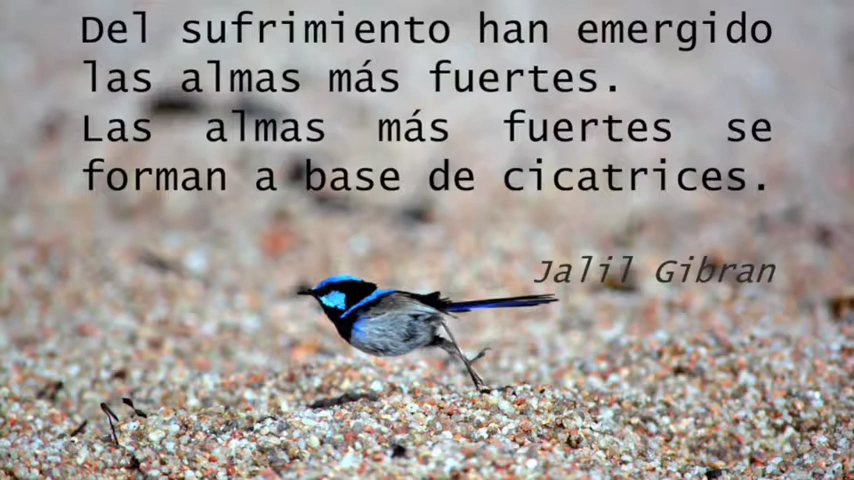 Del sufrimiento han emergido
las almas más fuertes.
Las almas más fuertes se
forman a base de cicatrices.
Jalil Gibran